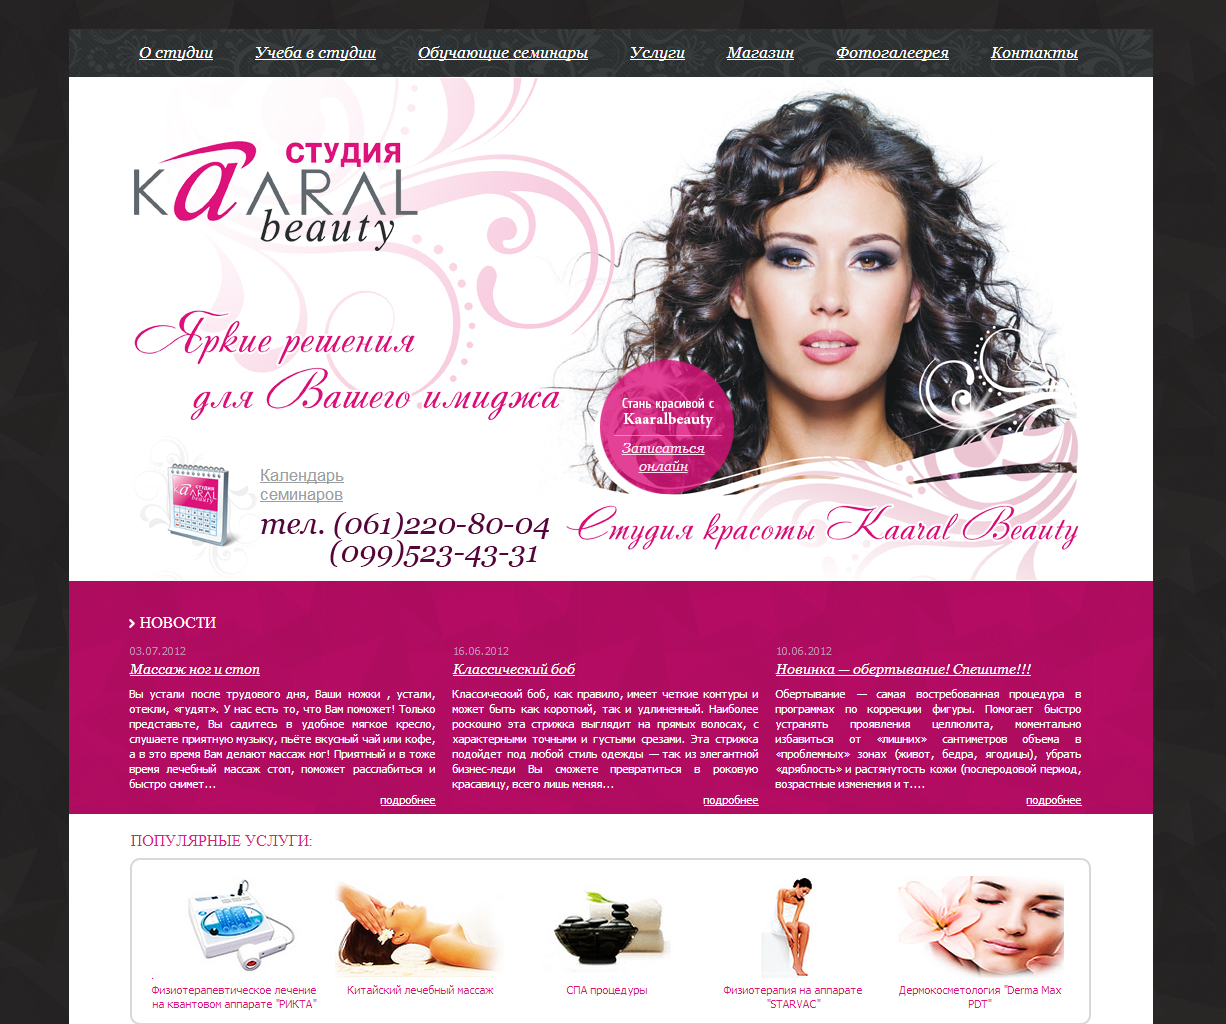 О студии Учеба в студии Обучающие семинары Услуги Магазин Фотогалеерея Контакты
студия
KAARAL
beauty
Яркие решения
для Вашего имиджа
Стань красивой с
Kaaralbeauty
Записаться
онлайн
студия
KAARAL
beauty
Календарь
семинаров
тел. (061)220-80-04
(099)523-43-31
Студия красоты Kaaral Beauty
НОВОСТИ
03.07.2012
Массаж ног и стоп
Вы устали после трудового дня, Ваши ножки , устали,
отекли, «гудят». У нас есть то, что Вам поможет! Только
представьте, Вы садитесь в удобное мягкое кресло,
слушаете приятную музыку, пьёте вкусный чай или кофе,
а в это время Вам делают массаж ног! Приятный и в тоже
время лечебный массаж стоп, поможет расслабиться и
быстро снимет...
подробнее
16.06.2012
Классический боб
Классический боб, как правило, имеет четкие контуры и
может быть как короткий, так и удлиненный. Наиболее
роскошно эта стрижка выглядит на прямых волосах, с
характерными точными и густыми срезами. Эта стрижка
подойдет под любой стиль одежды — так из элегантной
бизнес-леди Вы сможете превратиться в роковую
красавицу, всего лишь меняя...
подробнее
10.06.2012
Новинка — обертывание! Спешите!!!
Обертывание — самая востребованная процедура в
программах по коррекции фигуры. Помогает быстро
устранять проявления целлюлита, моментально
избавиться от «лишних» сантиметров объема в
«проблемных» зонах (живот, бедра, ягодицы), убрать
«дряблость» и растянутость кожи (послеродовой период,
возрастные изменения и т....
подробнее
ПОПУЛЯРНЫЕ УСЛУГИ:
.
Физиотерапевтическое лечение
на квантовом аппарате "РИКТА"
Китайский лечебный массаж
СПА процедуры
Физиотерапия на аппарате
"STARVAC"
Дермокосметология "Derma Max
PDT"